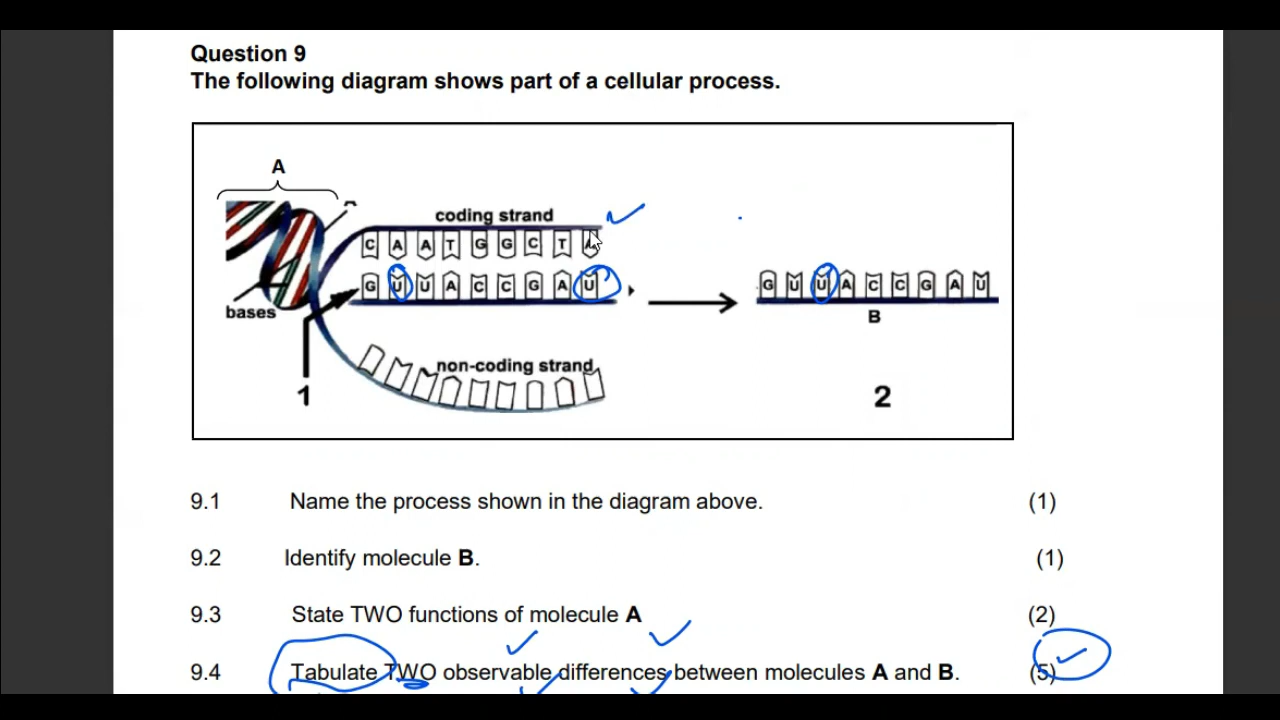 Question 9
The following diagram shows part of a cellular process.
A
coding strand
C A A T G G C T A
G U U A C C G A U
G U U A C C G A U
bases
B
non-coding strand
1
2
9.1 Name the process shown in the diagram above. (1)
9.2 Identify molecule B. (1)
9.3 State TWO functions of molecule A (2)
9.4 Tabulate TWO observable differences between molecules A and B. (5)